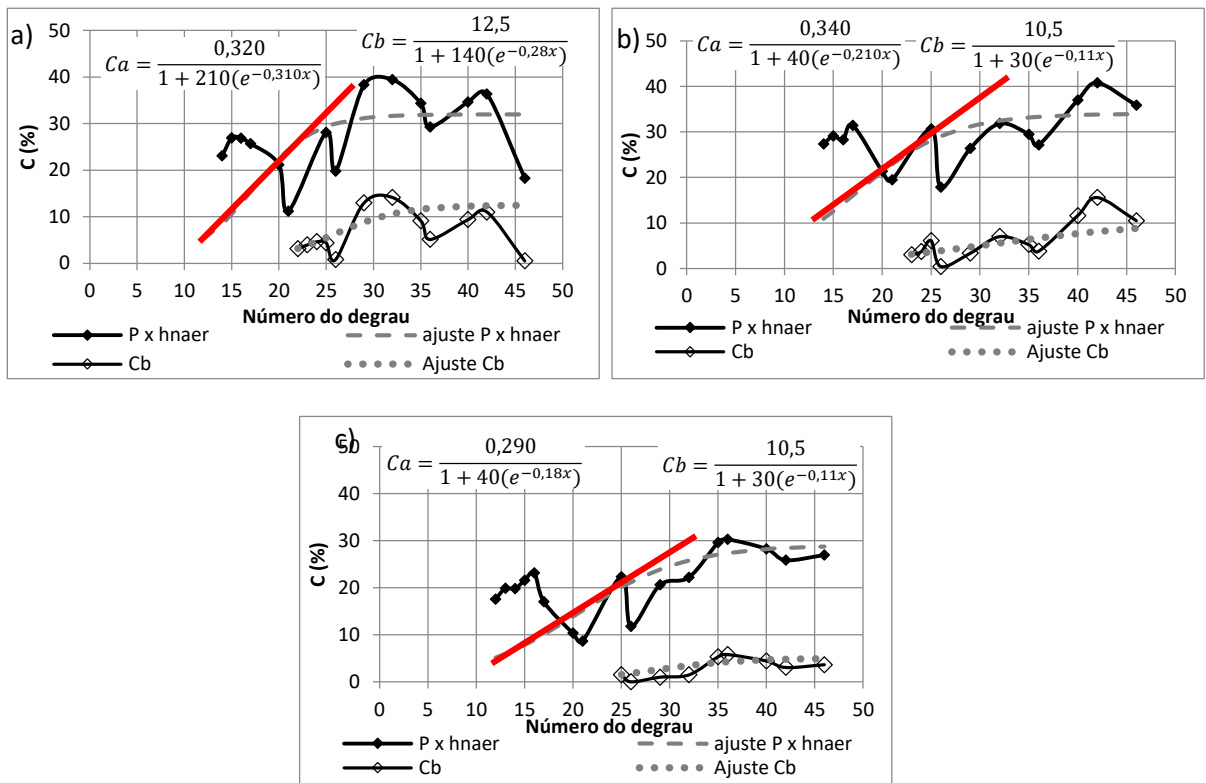 a)
Ca = 0,320 / 1 + 210(e^−0,310x)
Cb = 12,5 / 1 + 140(e^−0,28x)
C (%)
50
40
30
20
10
0
0 5 10 15 20 25 30 35 40 45 50
Número do degrau
P x hnaer
ajuste P x hnaer
Cb
Ajuste Cb
b)
Ca = 0,340 / 1 + 40(e^−0,210x)
Cb = 10,5 / 1 + 30(e^−0,11x)
C (%)
50
40
30
20
10
0
0 5 10 15 20 25 30 35 40 45 50
Número do degrau
P x hnaer
ajuste P x hnaer
Cb
Ajuste Cb
c)
Ca = 0,290 / 1 + 40(e^−0,18x)
Cb = 10,5 / 1 + 30(e^−0,11x)
C (%)
50
40
30
20
10
0
0 5 10 15 20 25 30 35 40 45 50
Número do degrau
P x hnaer
ajuste P x hnaer
Cb
Ajuste Cb